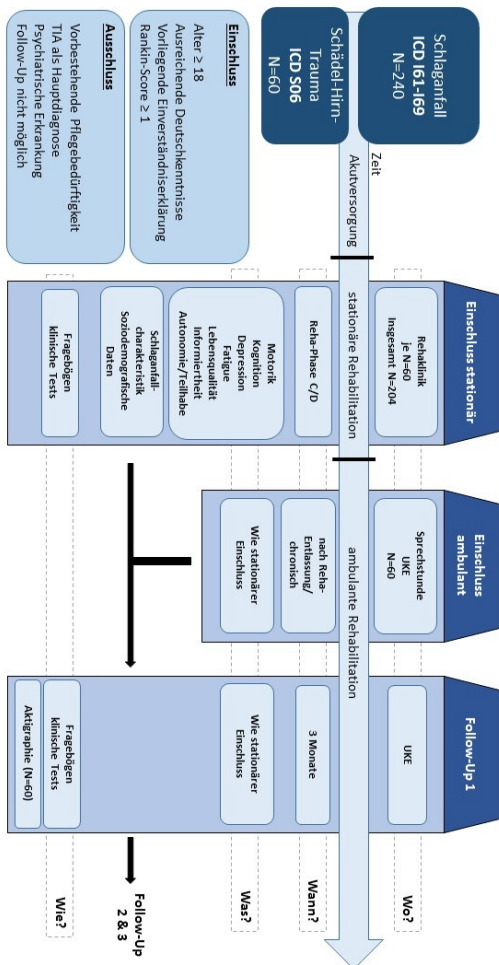 Schlaganfall
ICD I61-I69
N=240
Schädel-Hirn-
Trauma
ICD S06
N=60
Einschluss
Alter ≥ 18
Ausreichende Deutschkenntnisse
Vorliegende Einverständniserklärung
Rankin-Score ≥ 1
Ausschluss
Vorbestehende Pflegebedürftigkeit
TIA als Hauptdiagnose
Psychiatrische Erkrankung
Follow-Up nicht möglich
Zeit
Akutversorgung
stationäre Rehabilitation
ambulante Rehabilitation
Einschluss stationär
Rehaklinik
je N=60
Insgesamt N=204
Reha-Phase C/D
Motorik
Kognition
Depression
Fatigue
Lebensqualität
Informiertheit
Autonomie/Teilhabe
Schlaganfall-
charakteristik
Soziodemografische
Daten
Fragebögen
klinische Tests
Einschluss
ambulant
Sprechstunde
UKE
N=60
nach Reha-
Entlassung/
chronisch
Wie stationärer
Einschluss
Follow-Up 1
UKE
3 Monate
Wie stationärer
Einschluss
Fragebögen
klinische Tests
Aktigraphie (N=60)
Wo?
Wann?
Was?
Follow-Up
2 & 3
Wie?